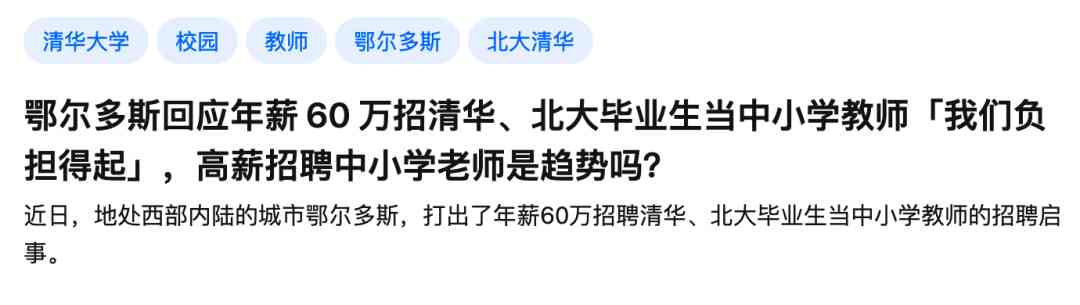 清华大学 校园 教师 鄂尔多斯 北大清华
鄂尔多斯回应年薪 60 万招清华、北大毕业生当中小学教师「我们负
担得起」，高薪招聘中小学老师是趋势吗？
近日，地处西部内陆的城市鄂尔多斯，打出了年薪60万招聘清华、北大毕业生当中小学教师的招聘启
事。